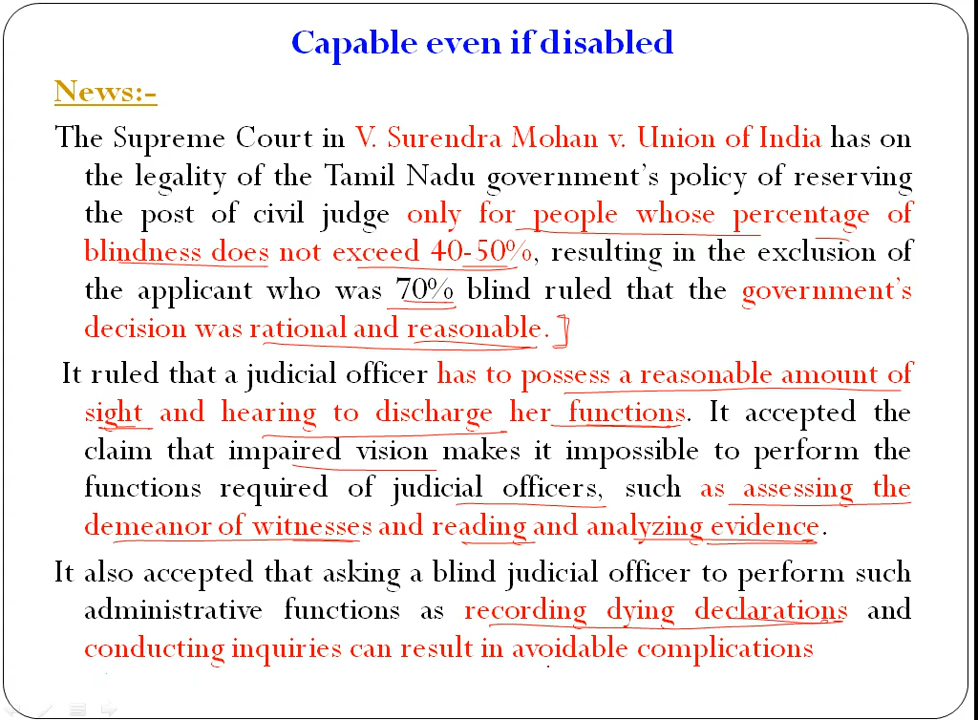 Capable even if disabled
News:-
The Supreme Court in V. Surendra Mohan v. Union of India has on
the legality of the Tamil Nadu government's policy of reserving
the post of civil judge only for people whose percentage of
blindness does not exceed 40-50%, resulting in the exclusion of
the applicant who was 70% blind ruled that the government's
decision was rational and reasonable.
It ruled that a judicial officer has to possess a reasonable amount of
sight and hearing to discharge her functions. It accepted the
claim that impaired vision makes it impossible to perform the
functions required of judicial officers, such as assessing the
demeanor of witnesses and reading and analyzing evidence.
It also accepted that asking a blind judicial officer to perform such
administrative functions as recording dying declarations and
conducting inquiries can result in avoidable complications